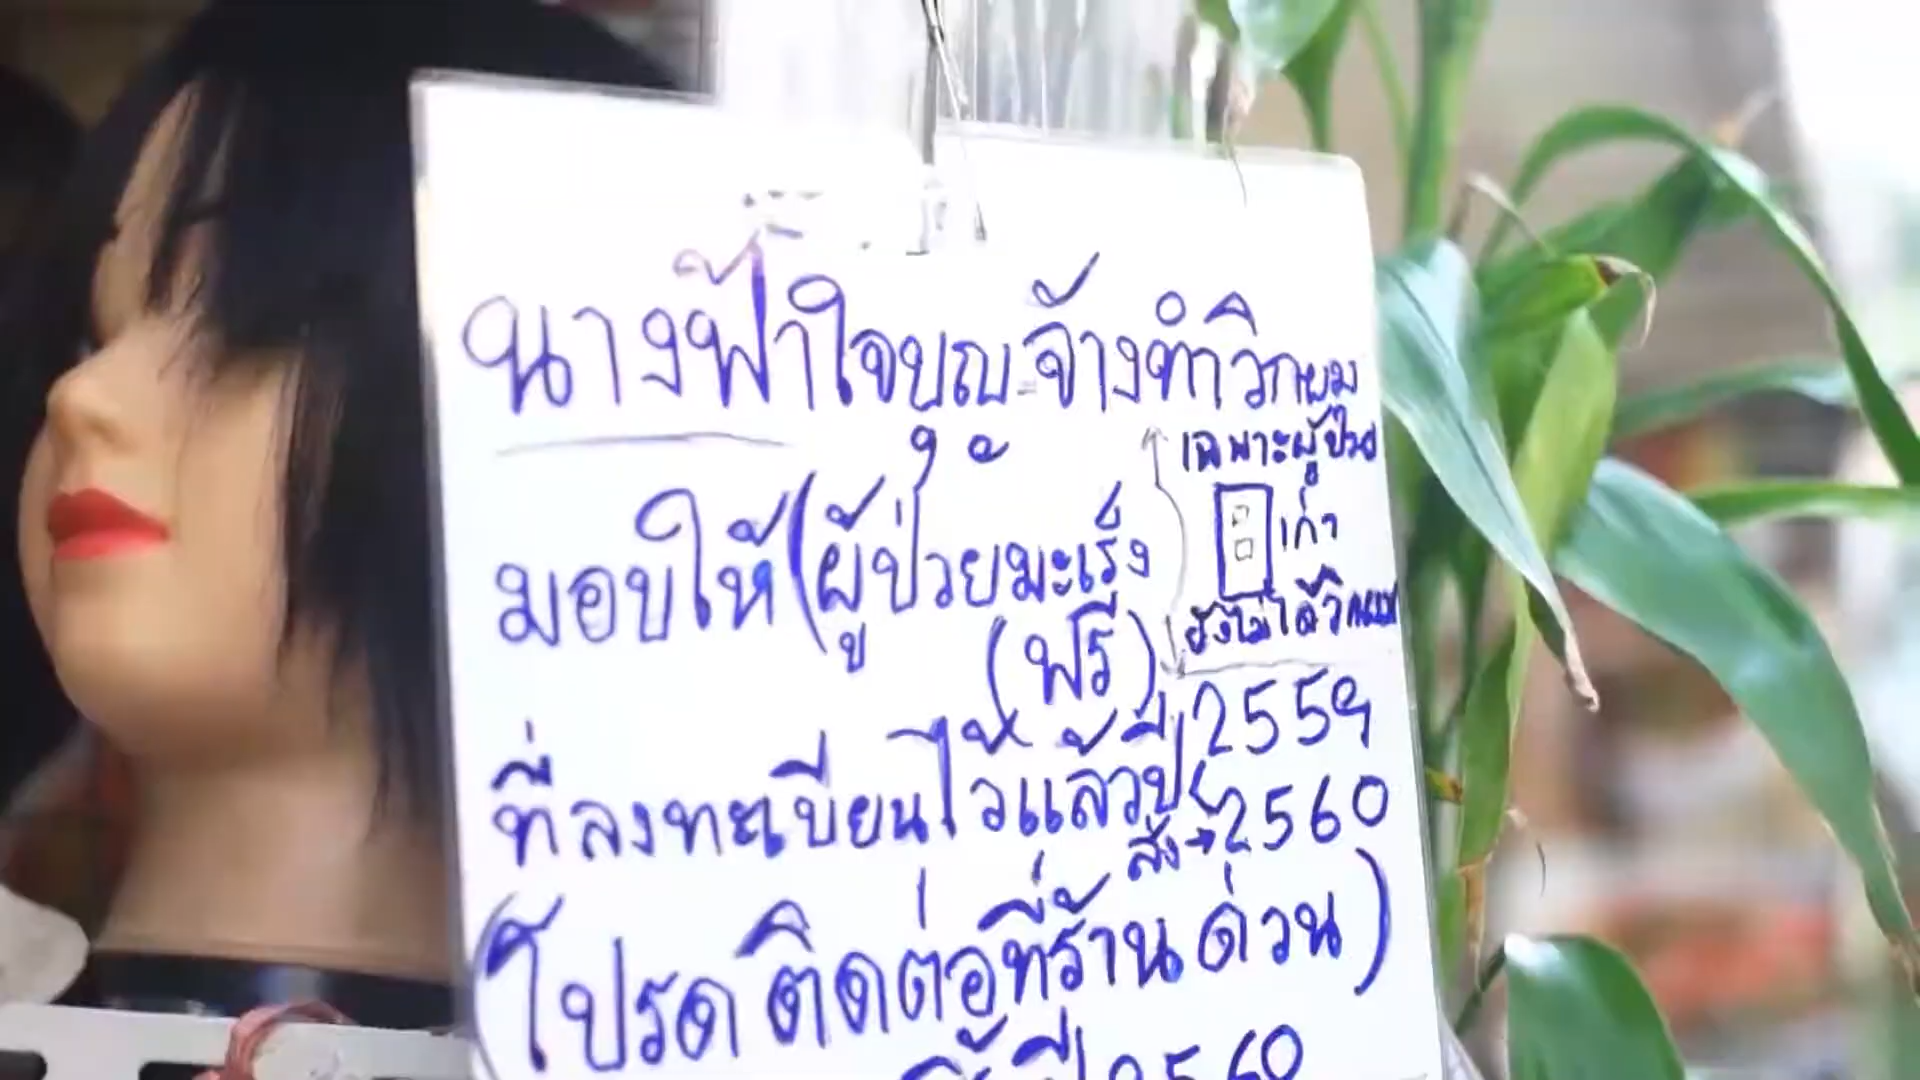 นางฟ้าใจบุญ จ้างทำวิกผม
เฉพาะผู้ป่วย
เก่า
ยังไม่ได้วิกผม
มอบให้ (ผู้ป่วยมะเร็ง
(ฟรี)
ที่ลงทะเบียนไว้แล้วปี 2559
สั่ง→2560
(โปรดติดต่อที่ร้านด่วน)
ปี 2560